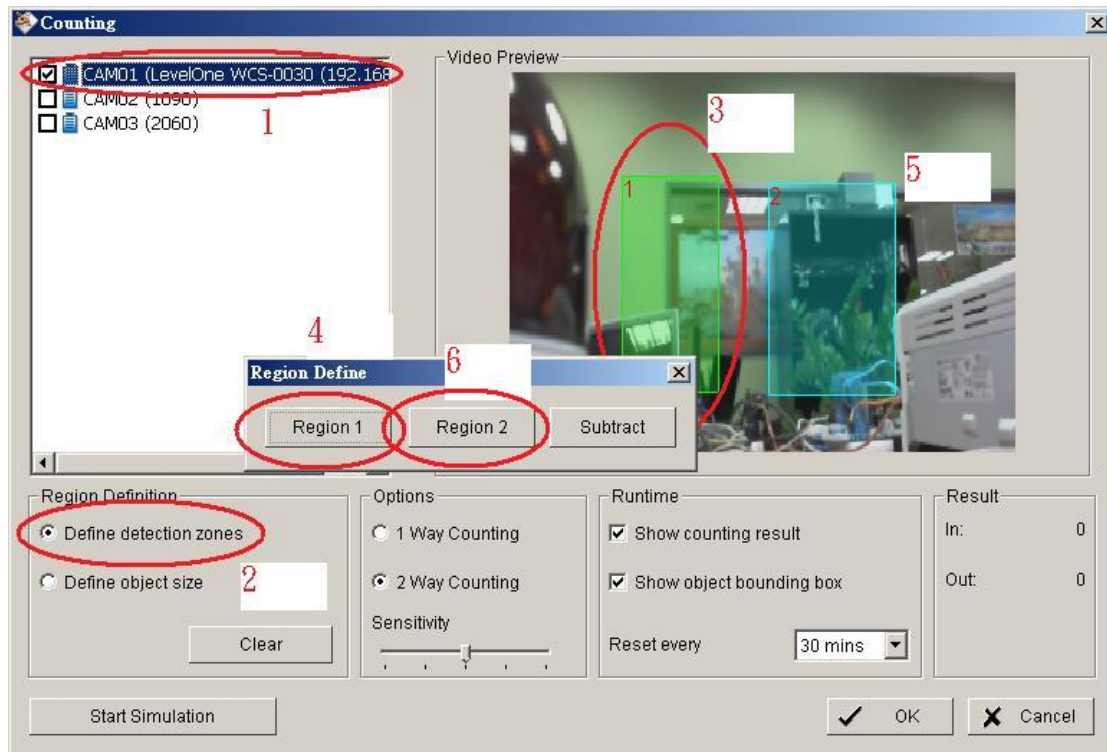 Counting
CAM01 (LevelOne WCS-0030 (192.168
CAM02 (1090)
CAM03 (2060)
1
Video Preview
3
5
1
2
4
6
Region Define
Region 1
Region 2
Subtract
Region Definition
Define detection zones
Define object size
2
Clear
Options
1 Way Counting
2 Way Counting
Sensitivity
Runtime
Show counting result
Show object bounding box
Reset every
30 mins
Result
In: 0
Out: 0
Start Simulation
OK
Cancel